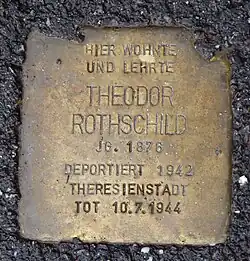 HIER WOHNTE
UND LEHRTE
THEODOR
ROTHSCHILD
JG. 1876
DEPORTIERT 1942
THERESIENSTADT
TOT 10.7.1944